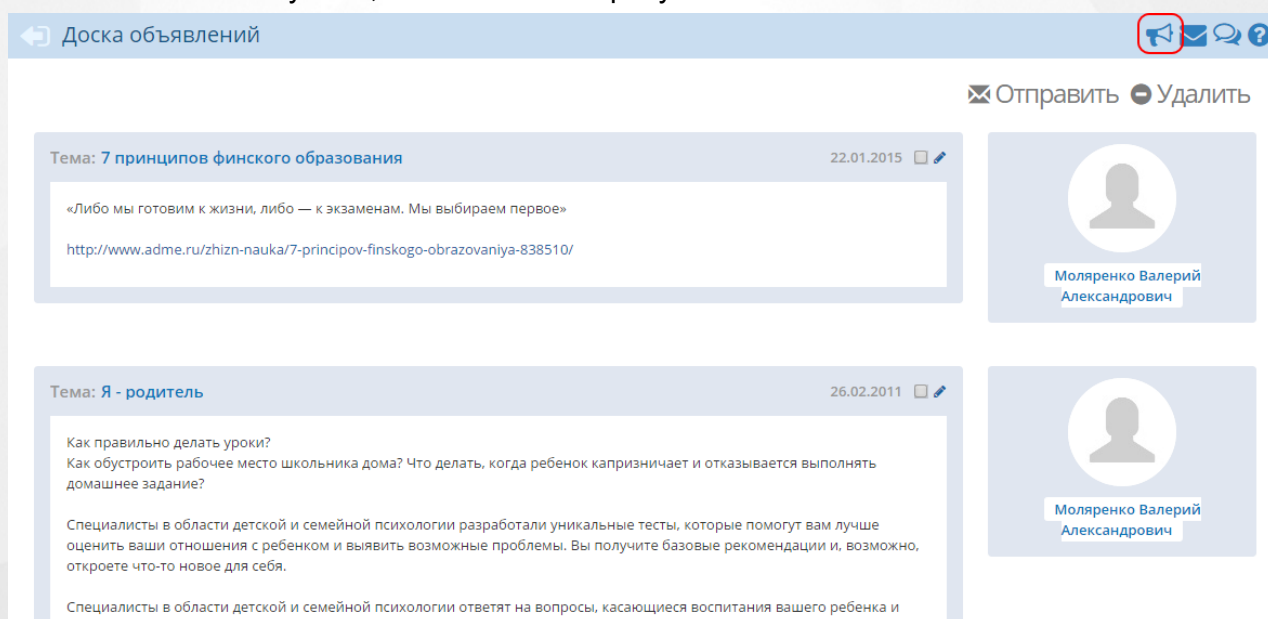 Доска объявлений
Отправить Удалить
Тема: 7 принципов финского образования 22.01.2015
«Либо мы готовим к жизни, либо — к экзаменам. Мы выбираем первое»
http://www.adme.ru/zhizn-nauka/7-principov-finskogo-obrazovaniya-838510/
Моляренко Валерий
Александрович
Тема: Я - родитель 26.02.2011
Как правильно делать уроки?
Как обустроить рабочее место школьника дома? Что делать, когда ребенок капризничает и отказывается выполнять
домашнее задание?
Специалисты в области детской и семейной психологии разработали уникальные тесты, которые помогут вам лучше
оценить ваши отношения с ребенком и выявить возможные проблемы. Вы получите базовые рекомендации и, возможно,
откроете что-то новое для себя.
Специалисты в области детской и семейной психологии ответят на вопросы, касающиеся воспитания вашего ребенка и
Моляренко Валерий
Александрович